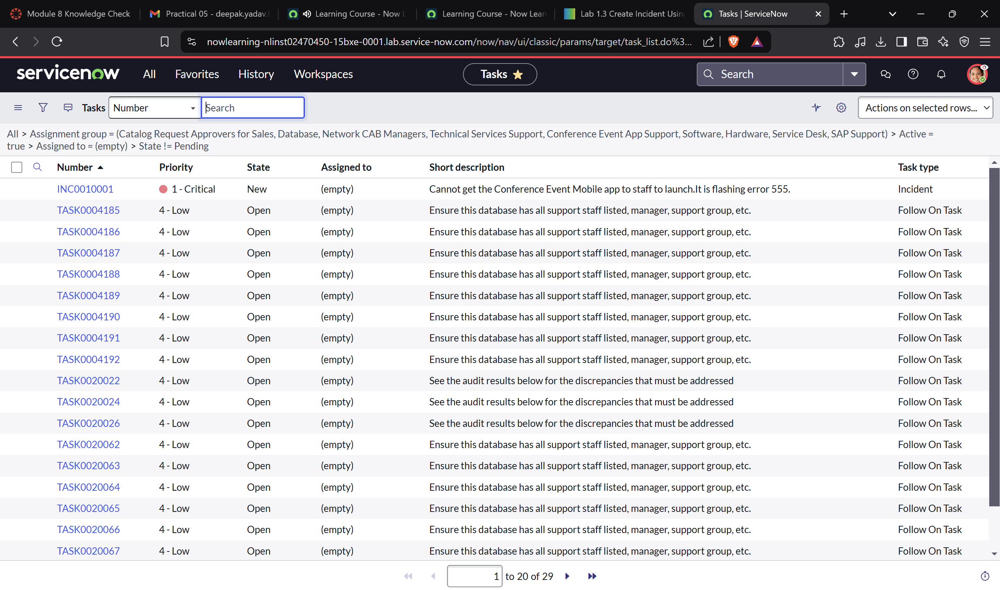 Module 8 Knowledge Check
Practical 05 - deepak.yadav.
Learning Course - Now
Learning Course - Now Lear
Lab 1.3 Create Incident Usin
Tasks | ServiceNow
nowlearning-nlinst02470450-15bxe-0001.lab.service-now.com/now/nav/ui/classic/params/target/task_list.do%3...
servicenow
All
Favorites
History
Workspaces
Tasks
Search
Tasks
Number
Search
Actions on selected rows...
All > Assignment group = (Catalog Request Approvers for Sales, Database, Network CAB Managers, Technical Services Support, Conference Event App Support, Software, Hardware, Service Desk, SAP Support) > Active =
true > Assigned to = (empty) > State != Pending
Number Priority State Assigned to Short description Task type
INC0010001 1 - Critical New (empty) Cannot get the Conference Event Mobile app to staff to launch.It is flashing error 555. Incident
TASK0004185 4 - Low Open (empty) Ensure this database has all support staff listed, manager, support group, etc. Follow On Task
TASK0004186 4 - Low Open (empty) Ensure this database has all support staff listed, manager, support group, etc. Follow On Task
TASK0004187 4 - Low Open (empty) Ensure this database has all support staff listed, manager, support group, etc. Follow On Task
TASK0004188 4 - Low Open (empty) Ensure this database has all support staff listed, manager, support group, etc. Follow On Task
TASK0004189 4 - Low Open (empty) Ensure this database has all support staff listed, manager, support group, etc. Follow On Task
TASK0004190 4 - Low Open (empty) Ensure this database has all support staff listed, manager, support group, etc. Follow On Task
TASK0004191 4 - Low Open (empty) Ensure this database has all support staff listed, manager, support group, etc. Follow On Task
TASK0004192 4 - Low Open (empty) Ensure this database has all support staff listed, manager, support group, etc. Follow On Task
TASK0020022 4 - Low Open (empty) See the audit results below for the discrepancies that must be addressed Follow On Task
TASK0020024 4 - Low Open (empty) See the audit results below for the discrepancies that must be addressed Follow On Task
TASK0020026 4 - Low Open (empty) See the audit results below for the discrepancies that must be addressed Follow On Task
TASK0020062 4 - Low Open (empty) Ensure this database has all support staff listed, manager, support group, etc. Follow On Task
TASK0020063 4 - Low Open (empty) Ensure this database has all support staff listed, manager, support group, etc. Follow On Task
TASK0020064 4 - Low Open (empty) Ensure this database has all support staff listed, manager, support group, etc. Follow On Task
TASK0020065 4 - Low Open (empty) Ensure this database has all support staff listed, manager, support group, etc. Follow On Task
TASK0020066 4 - Low Open (empty) Ensure this database has all support staff listed, manager, support group, etc. Follow On Task
TASK0020067 4 - Low Open (empty) Ensure this database has all support staff listed, manager, support group, etc. Follow On Task
1 to 20 of 29